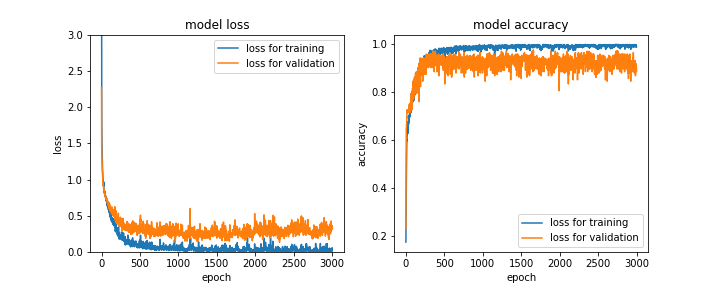 model loss
3.0
2.5
2.0
1.5
1.0
0.5
0.0
loss
loss for training
loss for validation
0 500 1000 1500 2000 2500 3000
epoch
model accuracy
1.0
0.8
0.6
0.4
0.2
accuracy
loss for training
loss for validation
0 500 1000 1500 2000 2500 3000
epoch